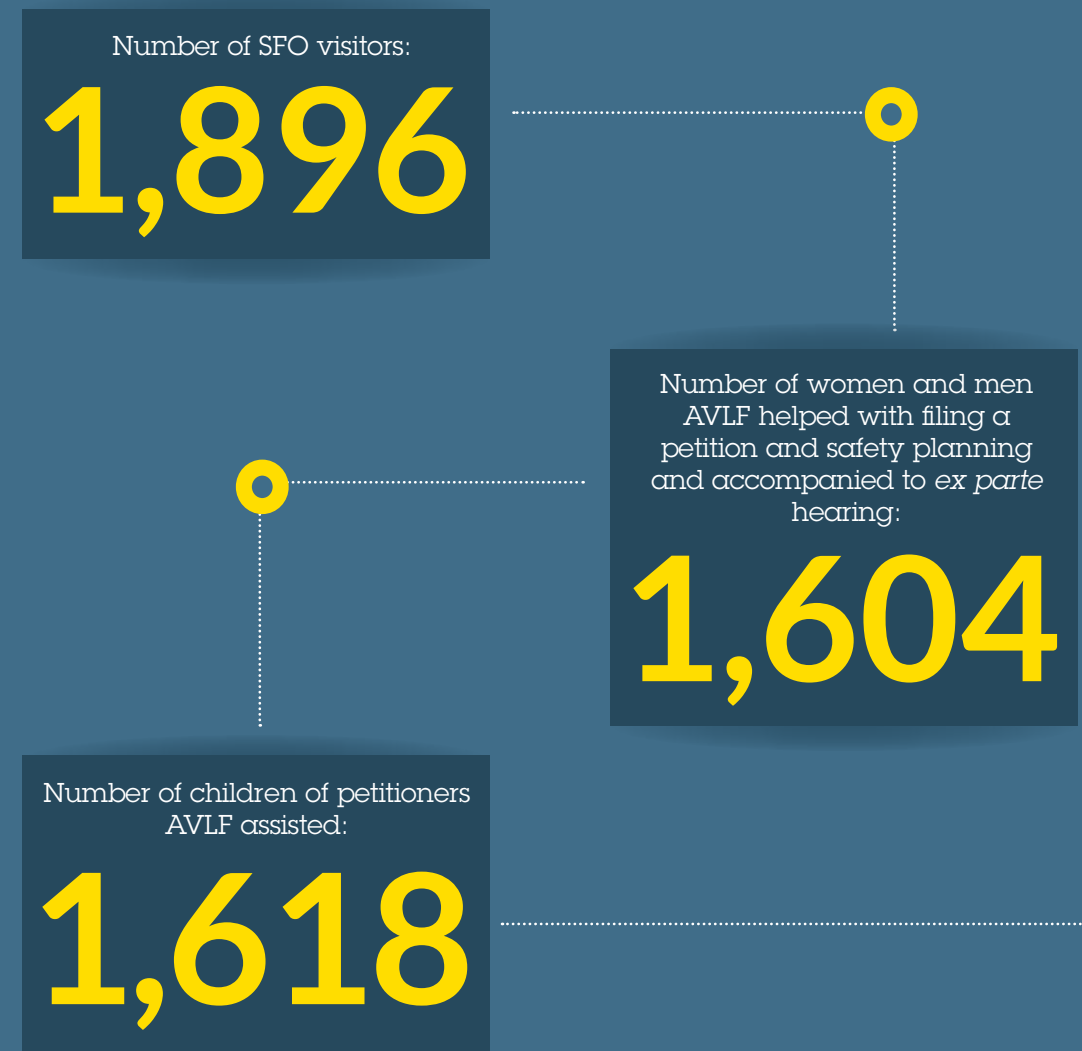 Number of SFO visitors:
1,896
Number of women and men
AVLF helped with filing a
petition and safety planning
and accompanied to ex parte
hearing:
1,604
Number of children of petitioners
AVLF assisted:
1,618